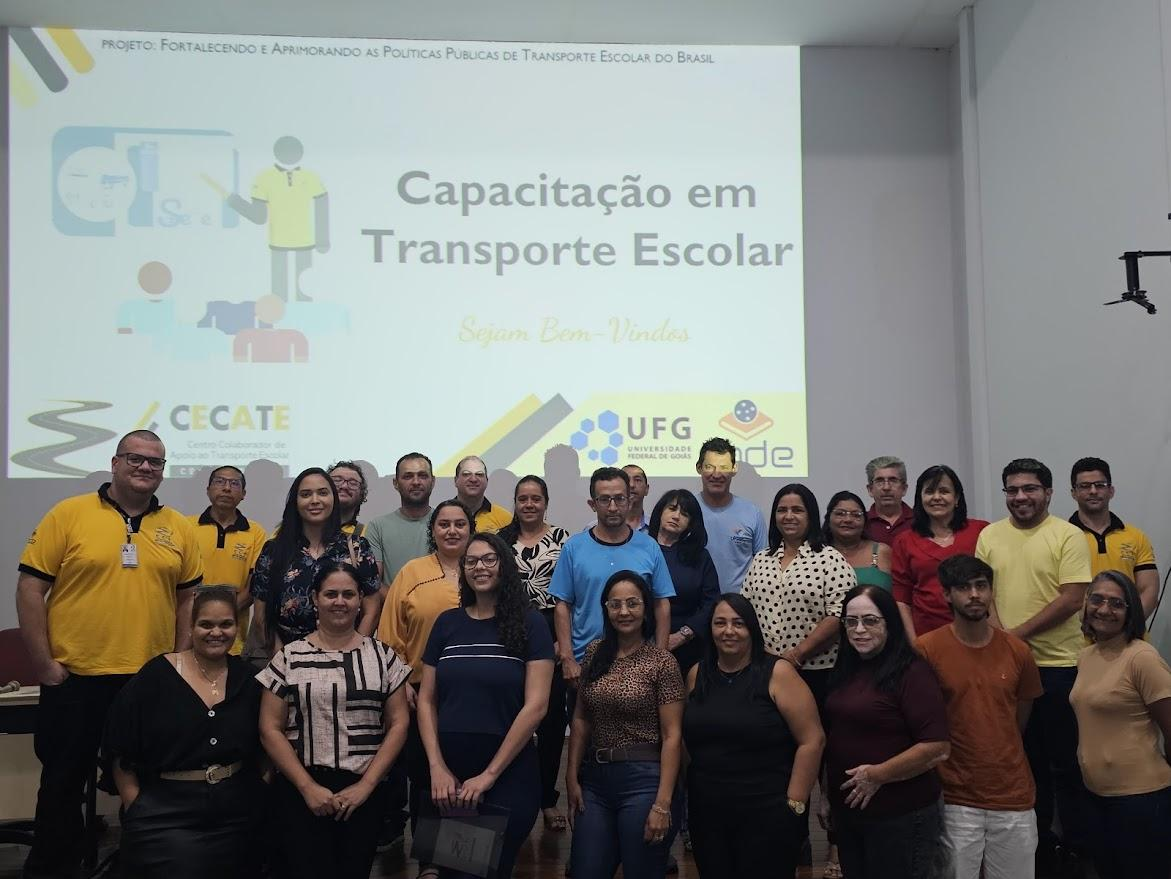 PROJETO: FORTALECENDO E APRIMORANDO AS POLÍTICAS PÚBLICAS DE TRANSPORTE ESCOLAR DO BRASIL
Capacitação em
Transporte Escolar
Sejam Bem-Vindos
CECATE
Centro Colaborador de
Apoio ao Transporte Escolar
UFG
UNIVERSIDADE
FEDERAL DE GOIÁS